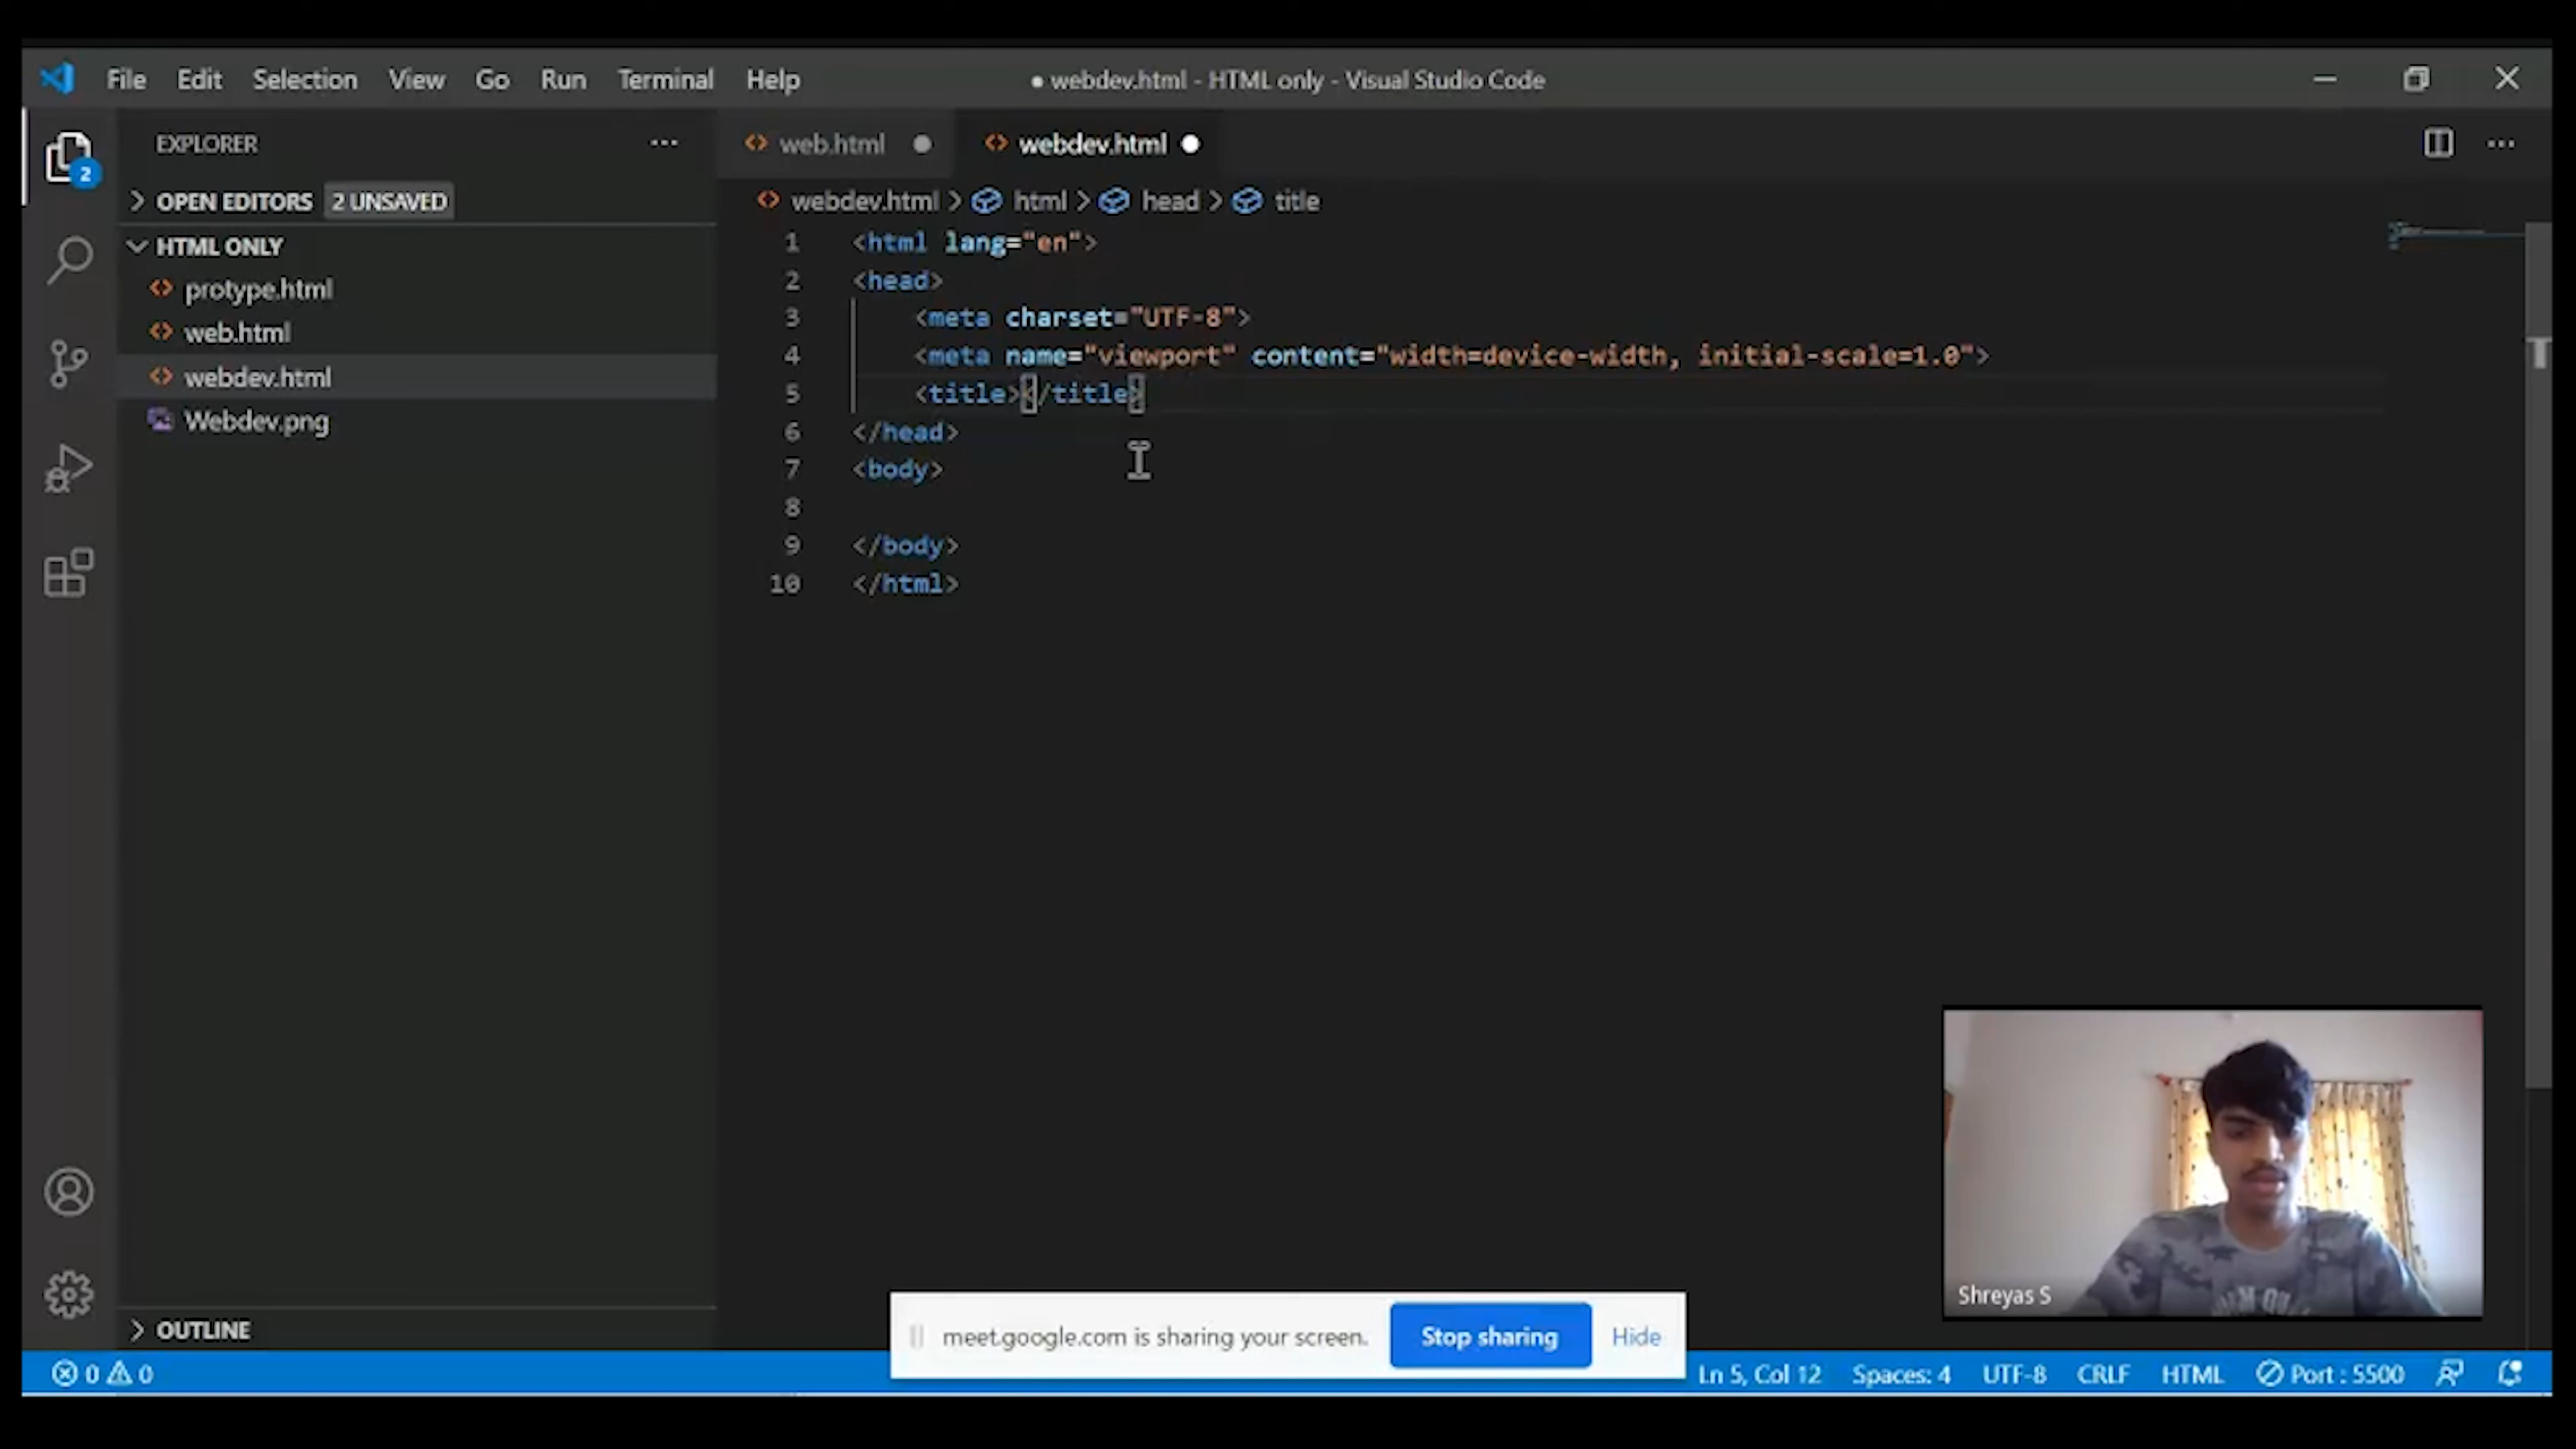 File Edit Selection View Go Run Terminal Help ● webdev.html - HTML only - Visual Studio Code
EXPLORER ... web.html webdev.html ...
2
OPEN EDITORS 2 UNSAVED
webdev.html > html > head > title
HTML ONLY
protype.html
web.html
webdev.html
Webdev.png
1 <html lang="en">
2 <head>
3 <meta charset="UTF-8">
4 <meta name="viewport" content="width=device-width, initial-scale=1.0">
5 <title></title>
6 </head>
7 <body>
8
9 </body>
10 </html>
Shreyas S
OUTLINE
meet.google.com is sharing your screen. Stop sharing Hide
0 0 Ln 5, Col 12 Spaces: 4 UTF-8 CRLF HTML Port : 5500